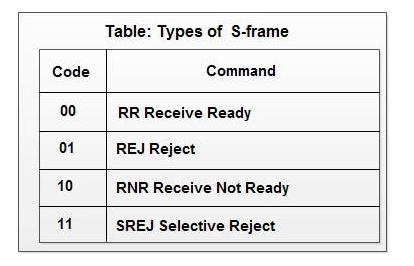 Table: Types of S-frame
Code Command
00 RR Receive Ready
01 REJ Reject
10 RNR Receive Not Ready
11 SREJ Selective Reject